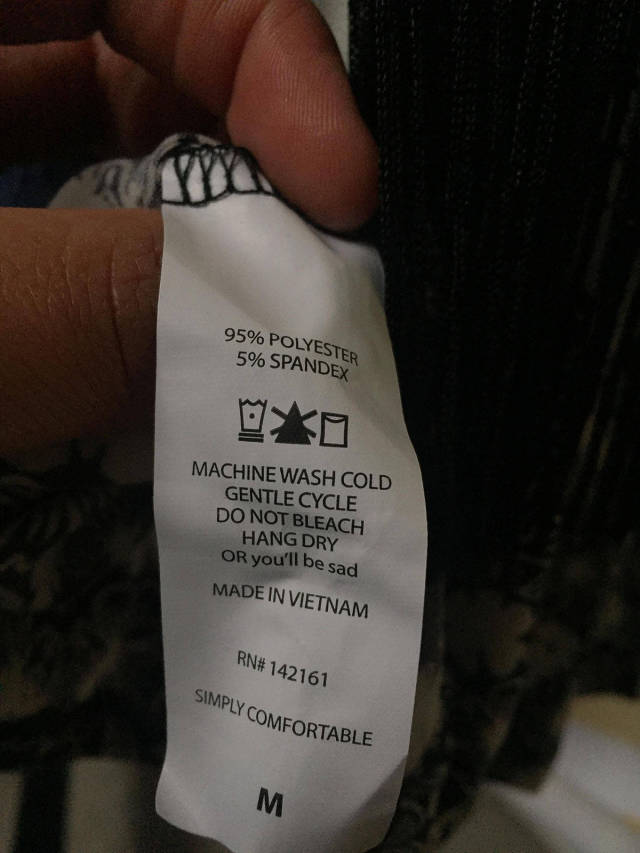 95% POLYESTER
5% SPANDEX
MACHINE WASH COLD
GENTLE CYCLE
DO NOT BLEACH
HANG DRY
OR you'll be sad
MADE IN VIETNAM
RN# 142161
SIMPLY COMFORTABLE
M